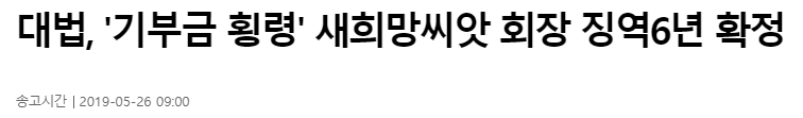 대법, '기부금 횡령' 새희망씨앗 회장 징역6년 확정
송고시간 | 2019-05-26 09:00